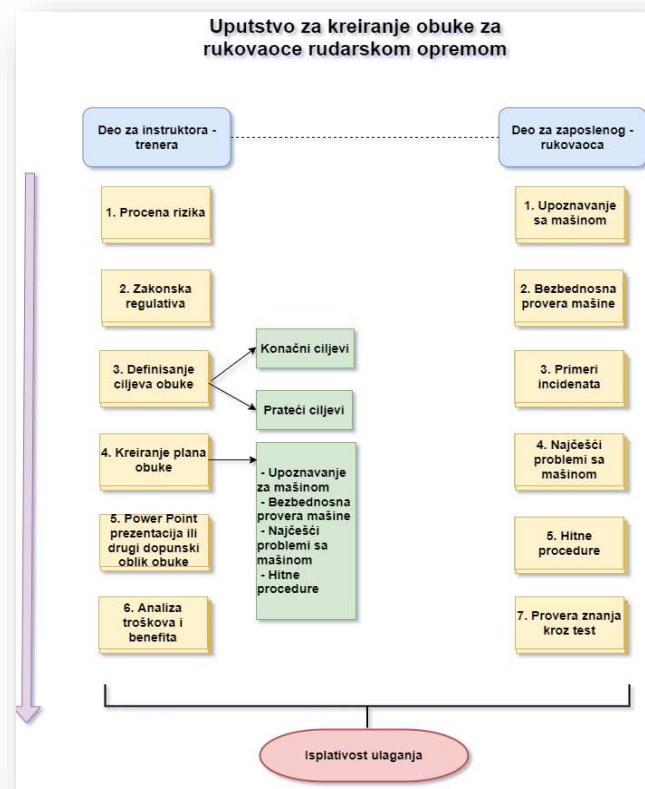 Uputstvo za kreiranje obuke za
rukovaoce rudarskom opremom
Deo za instruktora -
trenera
Deo za zaposlenog -
rukovaoca
1. Procena rizika
2. Zakonska
regulativa
3. Definisanje
ciljeva obuke
Konačni ciljevi
Prateći ciljevi
4. Kreiranje plana
obuke
- Upoznavanje
za mašinom
- Bezbednosna
provera mašine
- Najčešći
problemi sa
mašinom
- Hitne
procedure
5. Power Point
prezentacija ili
drugi dopunski
oblik obuke
6. Analiza
troškova i
benefita
1. Upoznavanje
sa mašinom
2. Bezbednosna
provera mašine
3. Primeri
incidenata
4. Najčešći
problemi sa
mašinom
5. Hitne
procedure
7. Provera znanja
kroz test
Isplativost ulaganja